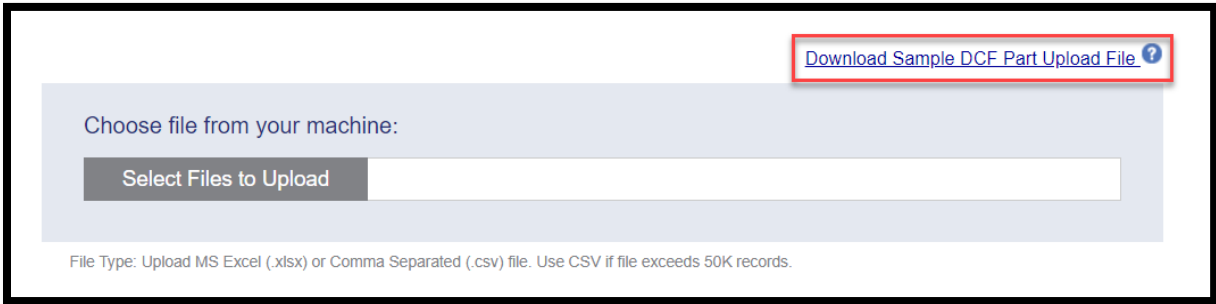 Download Sample DCF Part Upload File ?
Choose file from your machine:
Select Files to Upload
File Type: Upload MS Excel (.xlsx) or Comma Separated (.csv) file. Use CSV if file exceeds 50K records.